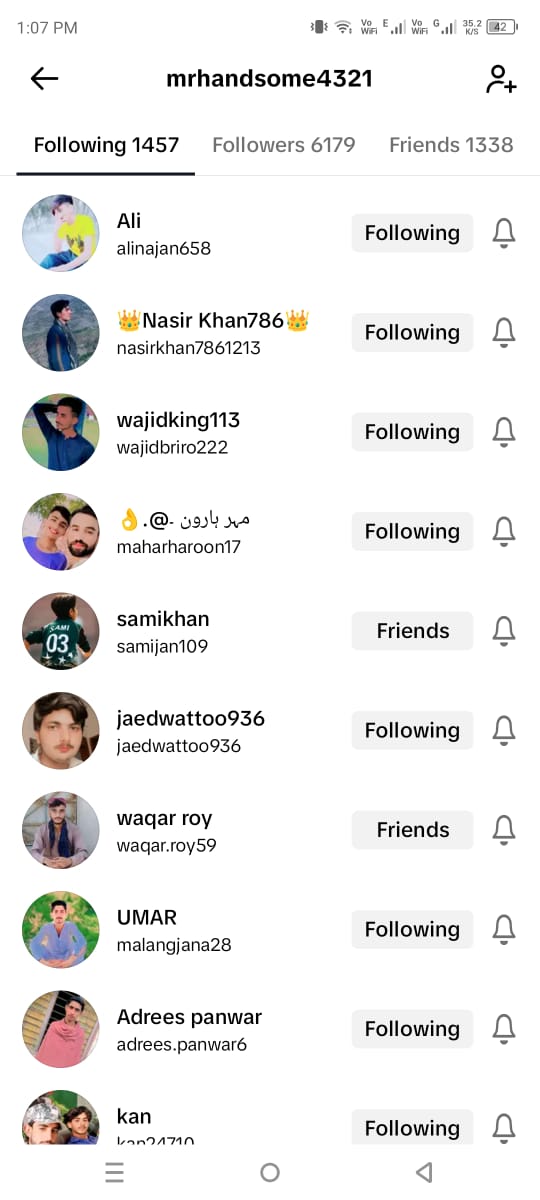 1:07 PM
Vo WiFi E Vo WiFi G 35.2 K/S 42
mrhandsome4321
Following 1457 Followers 6179 Friends 1338
Ali
alinajan658
Following
👑Nasir Khan786👑
nasirkhan7861213
Following
wajidking113
wajidbriro222
Following
مہر ہارون ۔@.👌
maharharoon17
Following
SAMI
03
samikhan
samijan109
Friends
jaedwattoo936
jaedwattoo936
Following
waqar roy
waqar.roy59
Friends
UMAR
malangjana28
Following
Adrees panwar
adrees.panwar6
Following
kan
kan24710
Following